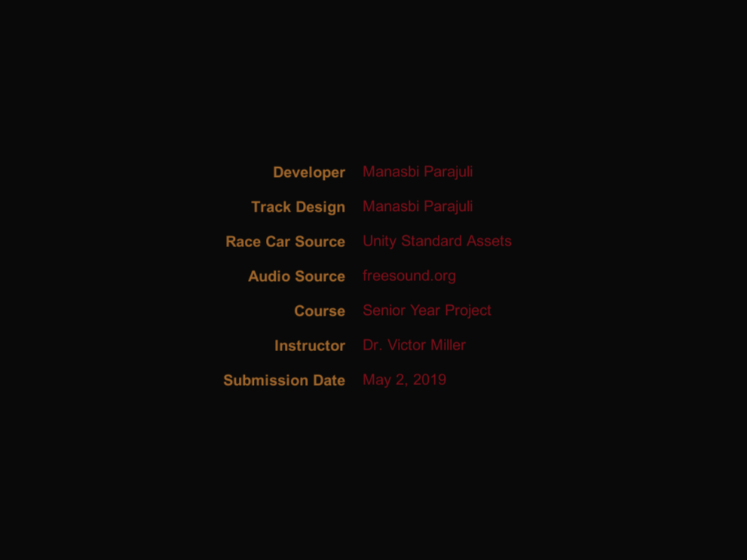 Developer Manasbi Parajuli
Track Design Manasbi Parajuli
Race Car Source Unity Standard Assets
Audio Source freesound.org
Course Senior Year Project
Instructor Dr. Victor Miller
Submission Date May 2, 2019